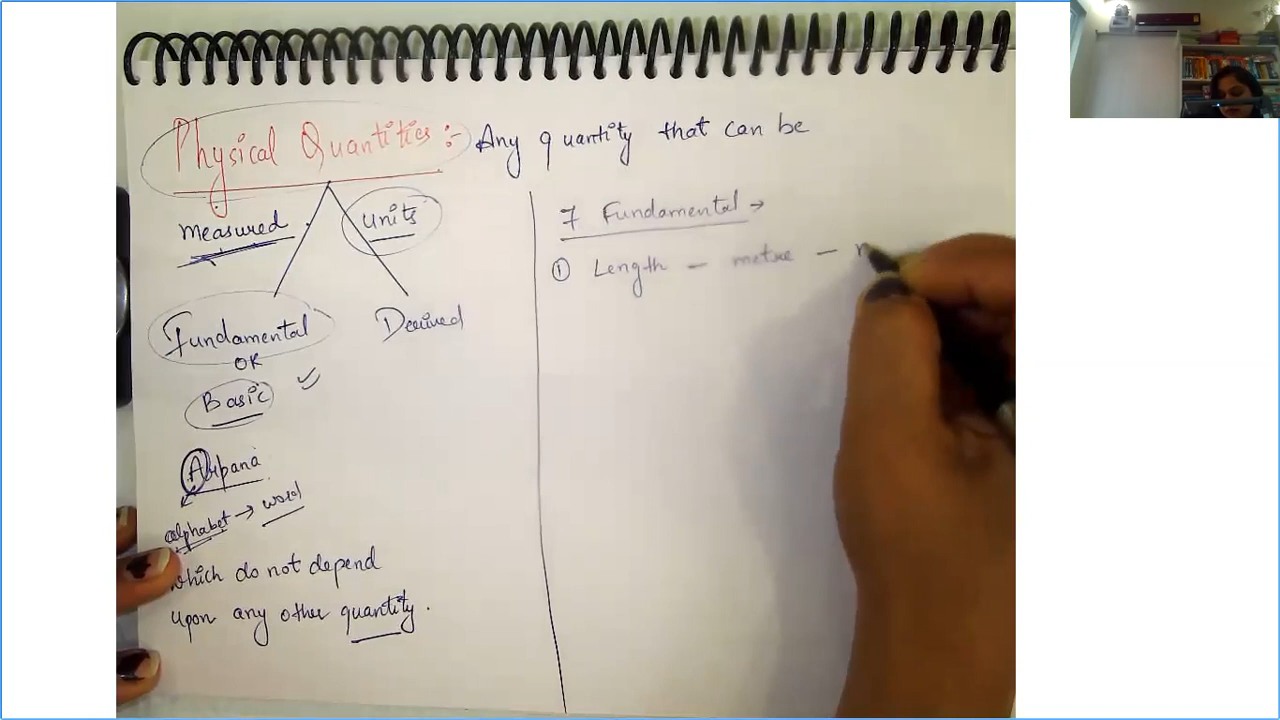 Physical Quantities :- Any quantity that can be
measured
units
Fundamental
OR
Basic
Derived
Arpana
alphabet → word
which do not depend
upon any other quantity.
7 Fundamental →
① Length – metre –